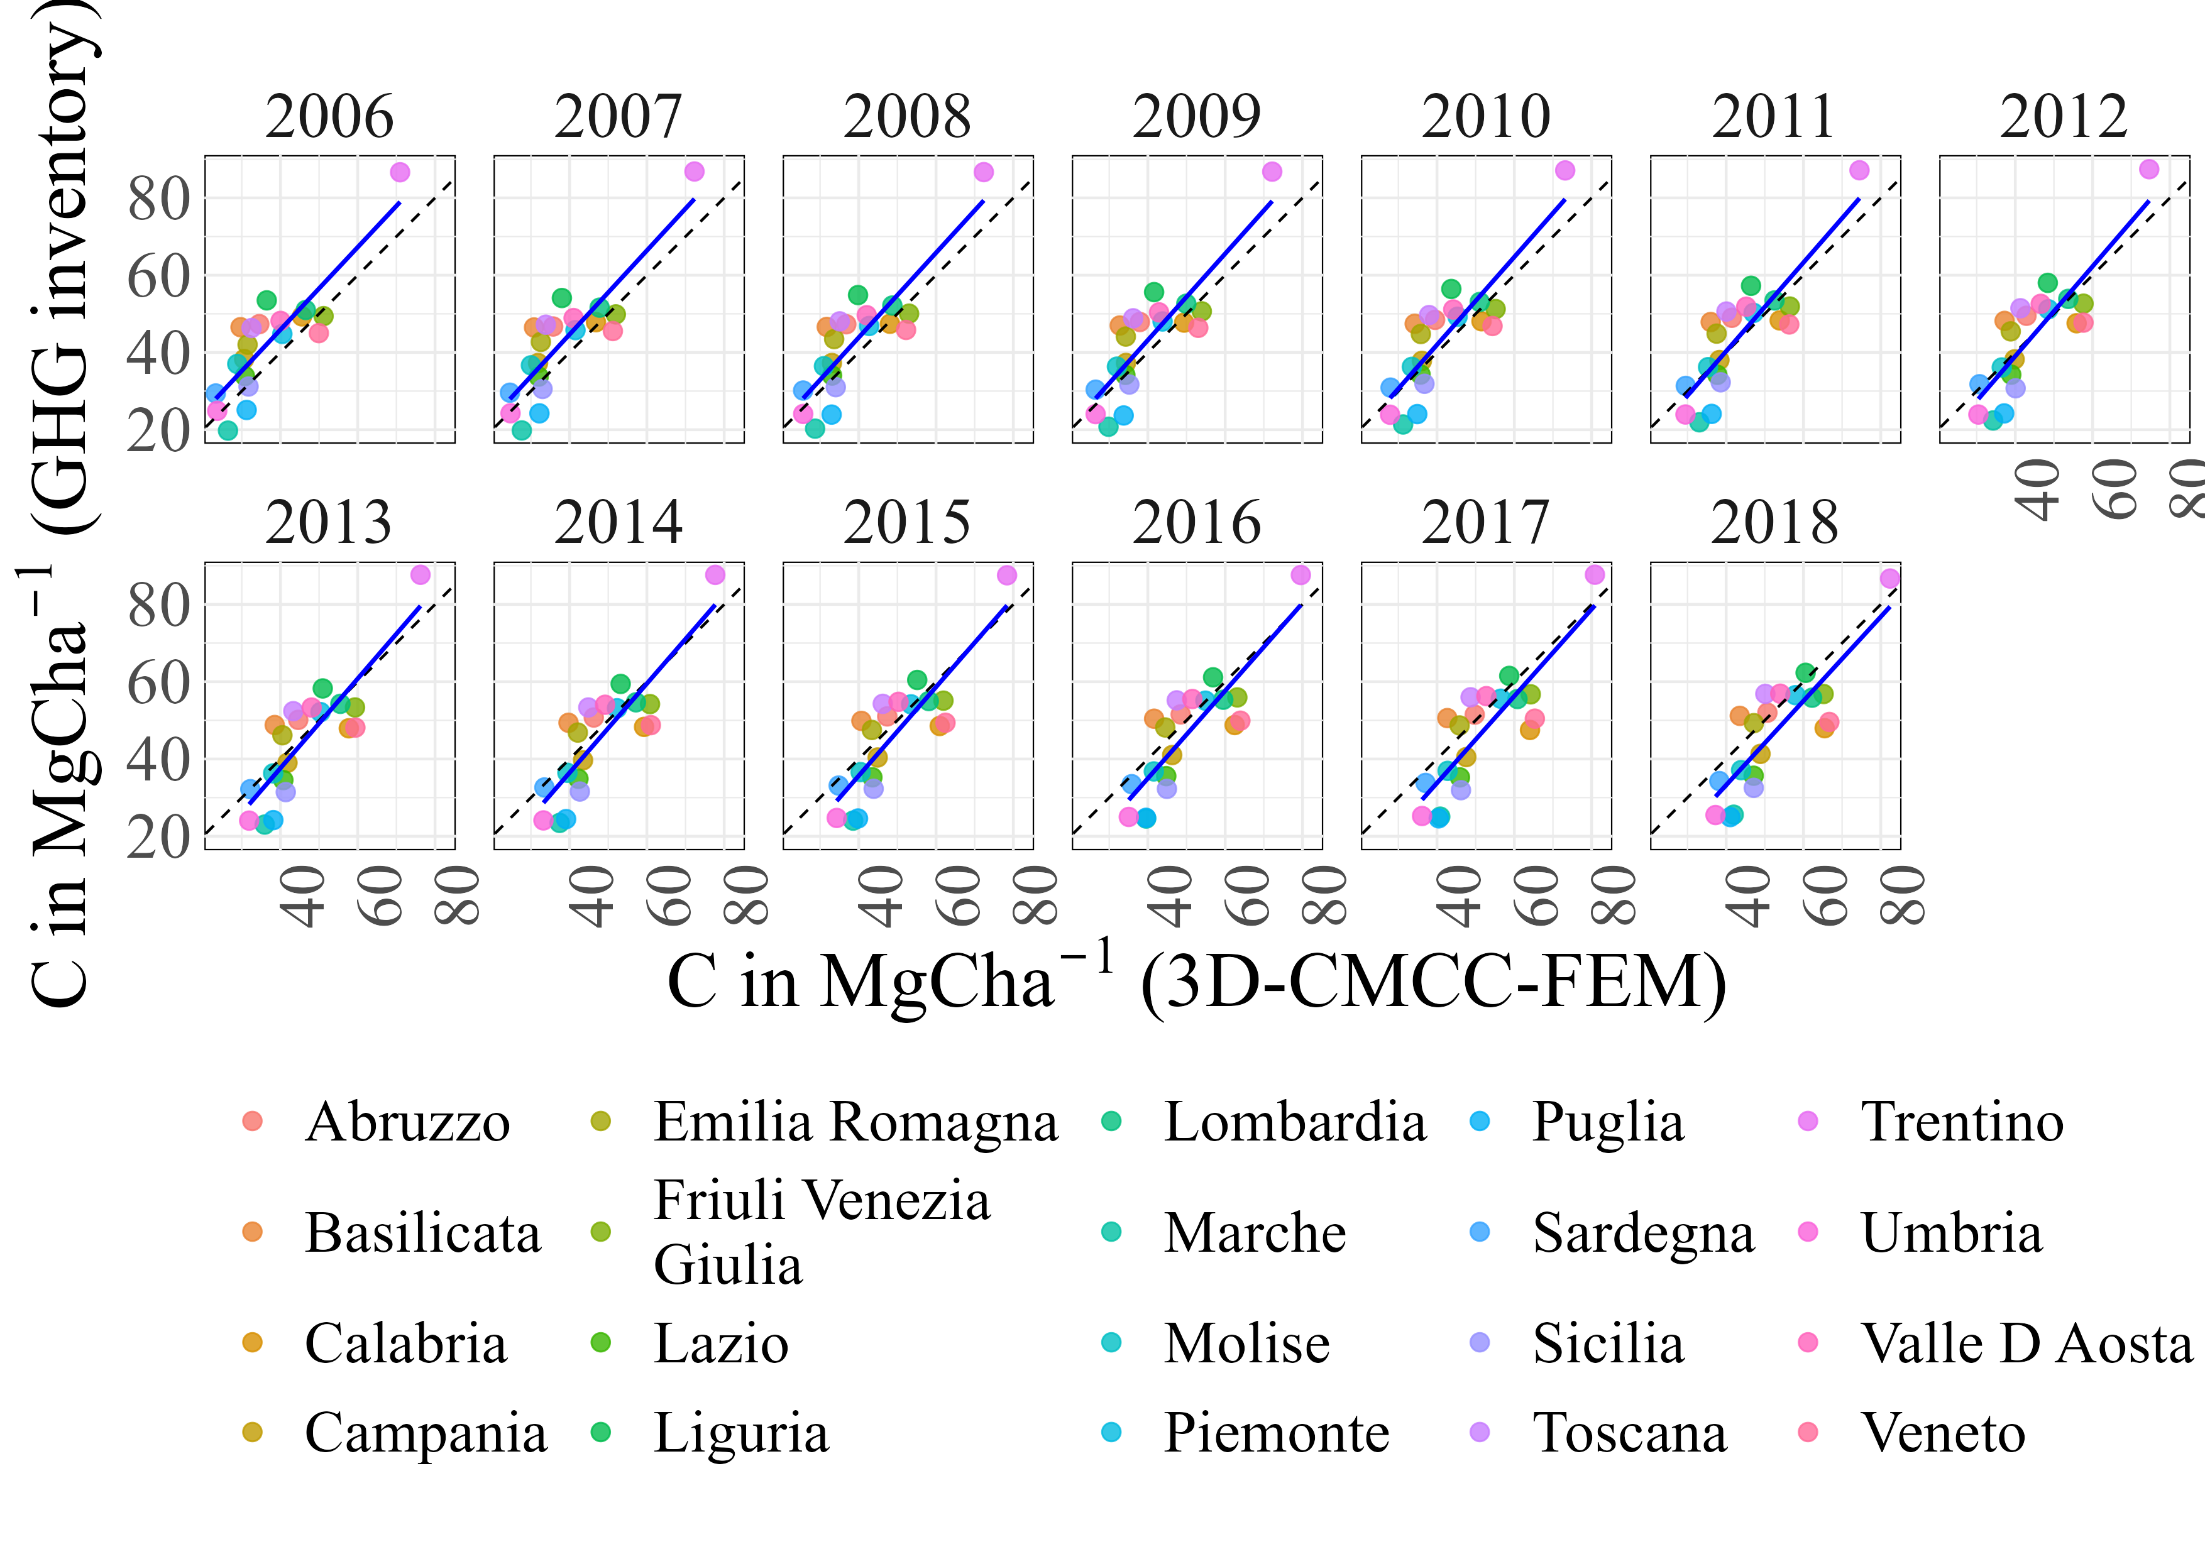 C in MgCha⁻¹ (GHG inventory)
2006 2007 2008 2009 2010 2011 2012
80
60
40
20
40 60 80
2013 2014 2015 2016 2017 2018
80
60
40
20
40 60 80 40 60 80 40 60 80 40 60 80 40 60 80 40 60 80
C in MgCha⁻¹ (3D-CMCC-FEM)
Abruzzo
Basilicata
Calabria
Campania
Emilia Romagna
Friuli Venezia
Giulia
Lazio
Liguria
Lombardia
Marche
Molise
Piemonte
Puglia
Sardegna
Sicilia
Toscana
Trentino
Umbria
Valle D Aosta
Veneto